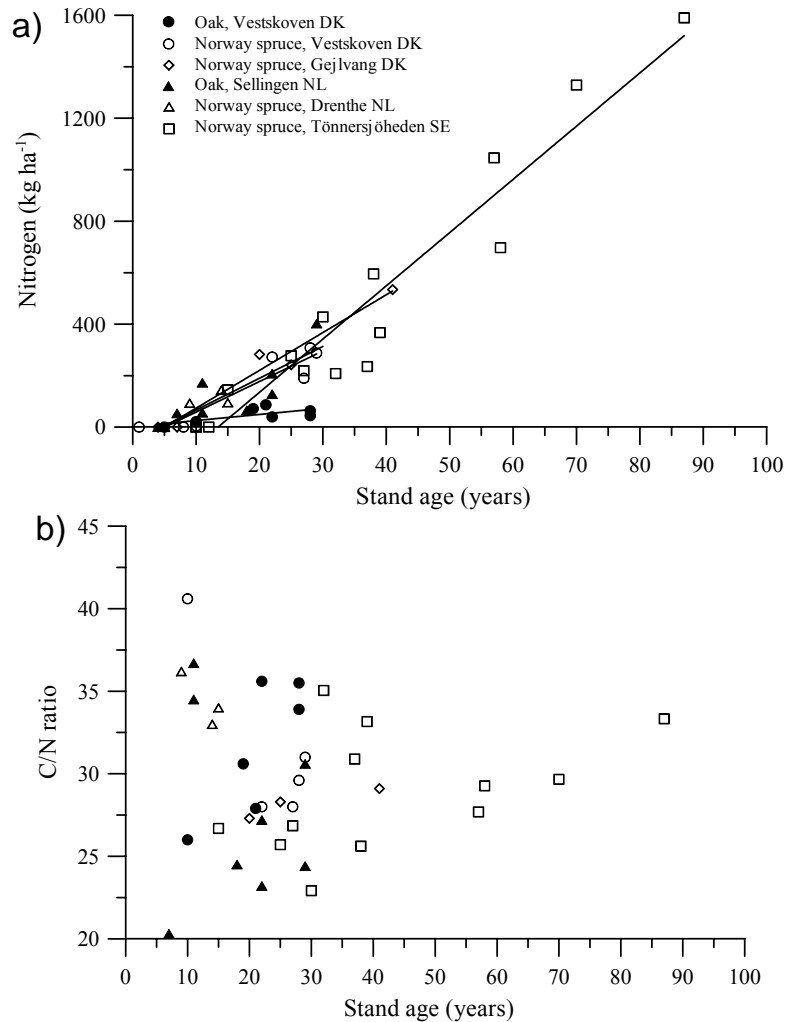 a)
Oak, Vestskoven DK
Norway spruce, Vestskoven DK
Norway spruce, Gejlvang DK
Oak, Sellingen NL
Norway spruce, Drenthe NL
Norway spruce, Tönnersjöheden SE
Nitrogen (kg ha⁻¹)
1600
1200
800
400
0
0 10 20 30 40 50 60 70 80 90 100
Stand age (years)
b)
C/N ratio
45
40
35
30
25
20
0 10 20 30 40 50 60 70 80 90 100
Stand age (years)